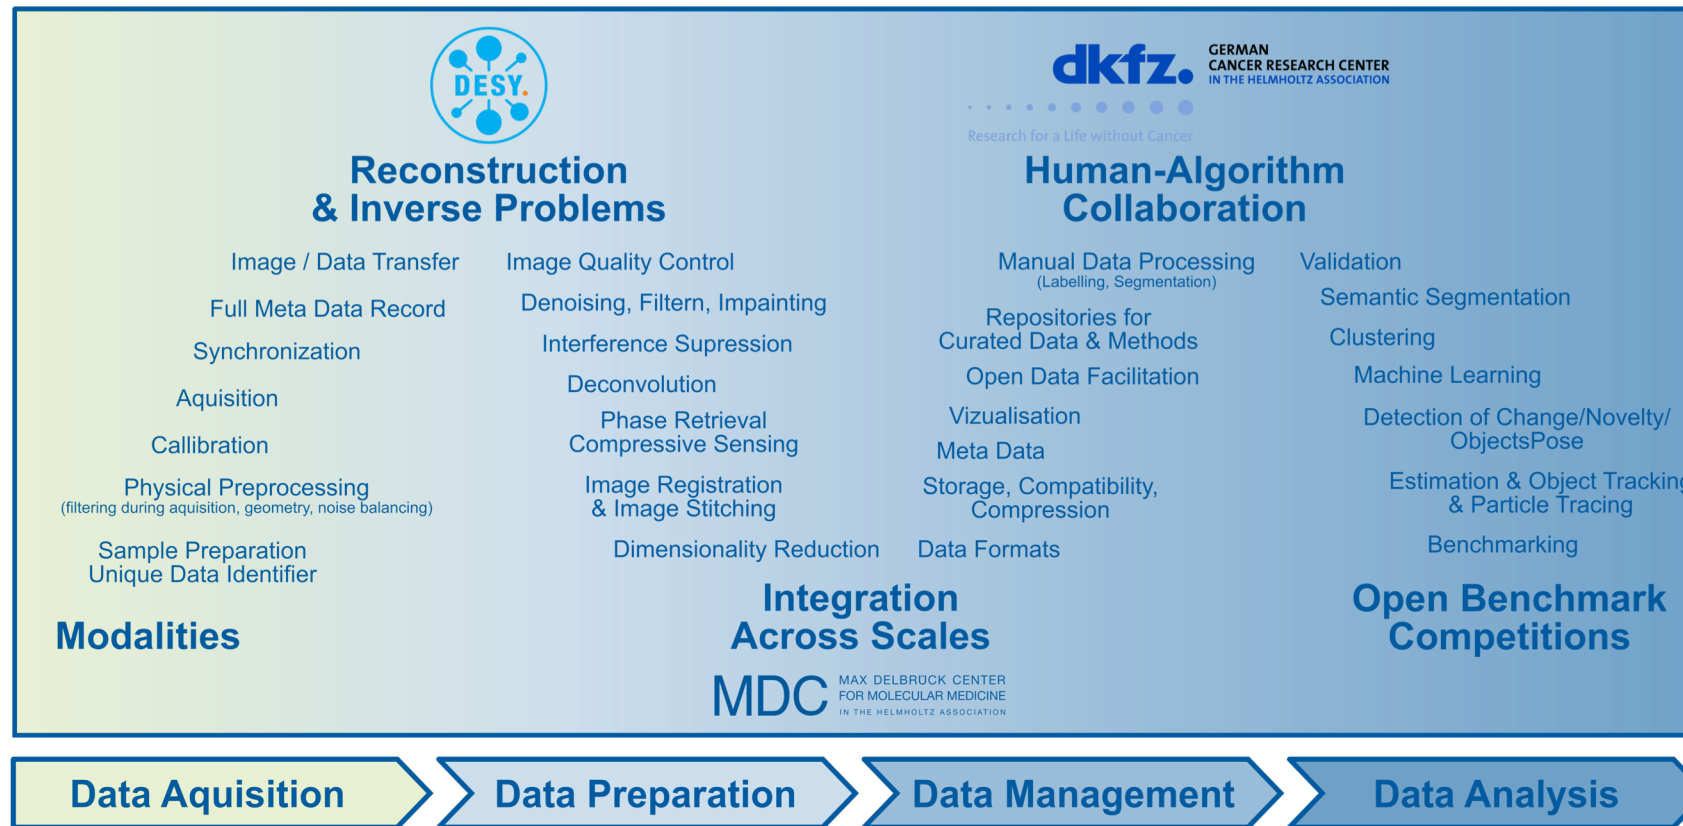 DESY.
dkfz.
GERMAN
CANCER RESEARCH CENTER
IN THE HELMHOLTZ ASSOCIATION
Research for a Life without Cancer
Reconstruction
& Inverse Problems
Human-Algorithm
Collaboration
Image / Data Transfer
Full Meta Data Record
Synchronization
Aquisition
Callibration
Physical Preprocessing
(filtering during aquisition, geometry, noise balancing)
Sample Preparation
Unique Data Identifier
Image Quality Control
Denoising, Filtern, Impainting
Interference Supression
Deconvolution
Phase Retrieval
Compressive Sensing
Image Registration
& Image Stitching
Dimensionality Reduction
Manual Data Processing
(Labelling, Segmentation)
Repositories for
Curated Data & Methods
Open Data Facilitation
Vizualisation
Meta Data
Storage, Compatibility,
Compression
Data Formats
Validation
Semantic Segmentation
Clustering
Machine Learning
Detection of Change/Novelty/
ObjectsPose
Estimation & Object Tracking
& Particle Tracing
Benchmarking
Modalities
Integration
Across Scales
Open Benchmark
Competitions
MDC
MAX DELBRÜCK CENTER
FOR MOLECULAR MEDICINE
IN THE HELMHOLTZ ASSOCIATION
Data Aquisition
Data Preparation
Data Management
Data Analysis